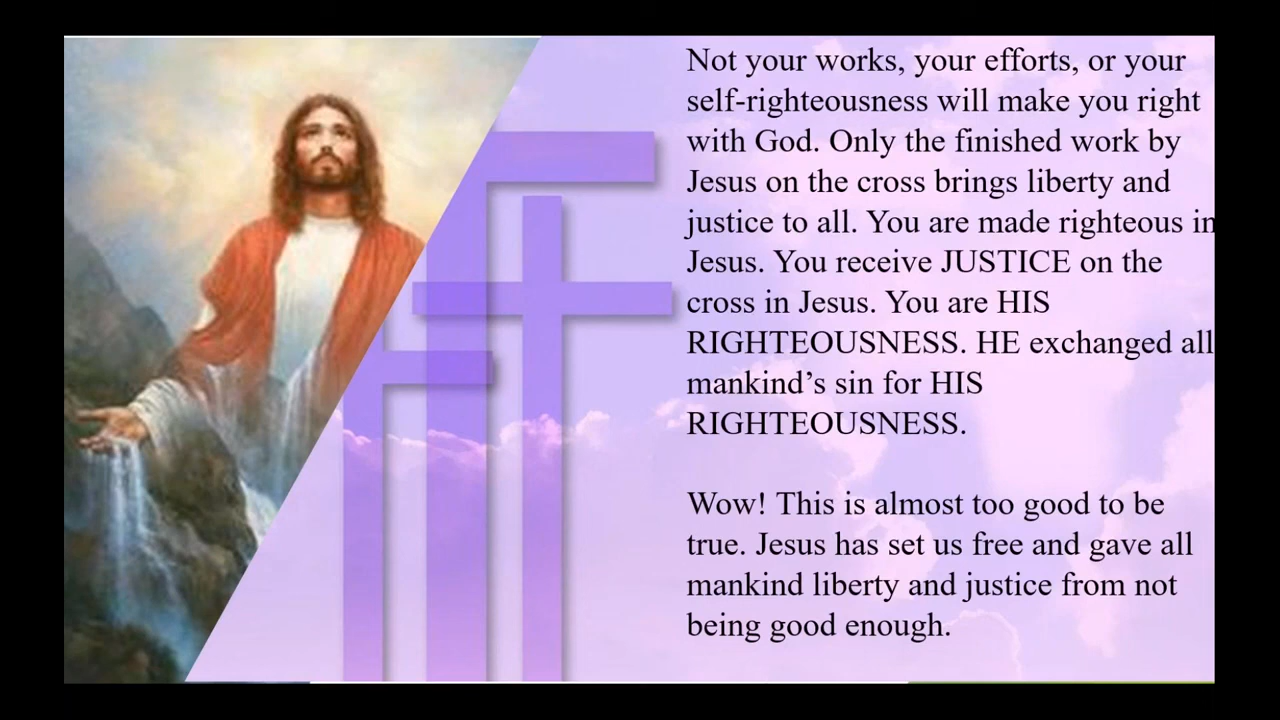 Not your works, your efforts, or your
self-righteousness will make you right
with God. Only the finished work by
Jesus on the cross brings liberty and
justice to all. You are made righteous in
Jesus. You receive JUSTICE on the
cross in Jesus. You are HIS
RIGHTEOUSNESS. HE exchanged all
mankind’s sin for HIS
RIGHTEOUSNESS.
Wow! This is almost too good to be
true. Jesus has set us free and gave all
mankind liberty and justice from not
being good enough.